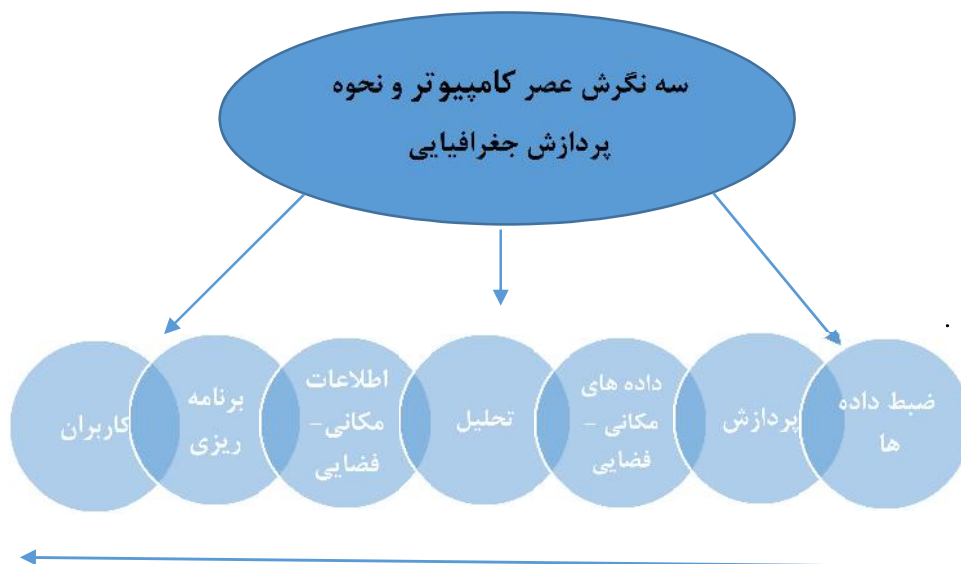 سه نگرش عصر کامپیوتر و نحوه
پردازش جغرافیایی
ضبط داده
ها
پردازش
داده های
مکانی –
فضایی
تحلیل
اطلاعات
مکانی–
فضایی
برنامه
ریزی
کاربران
.